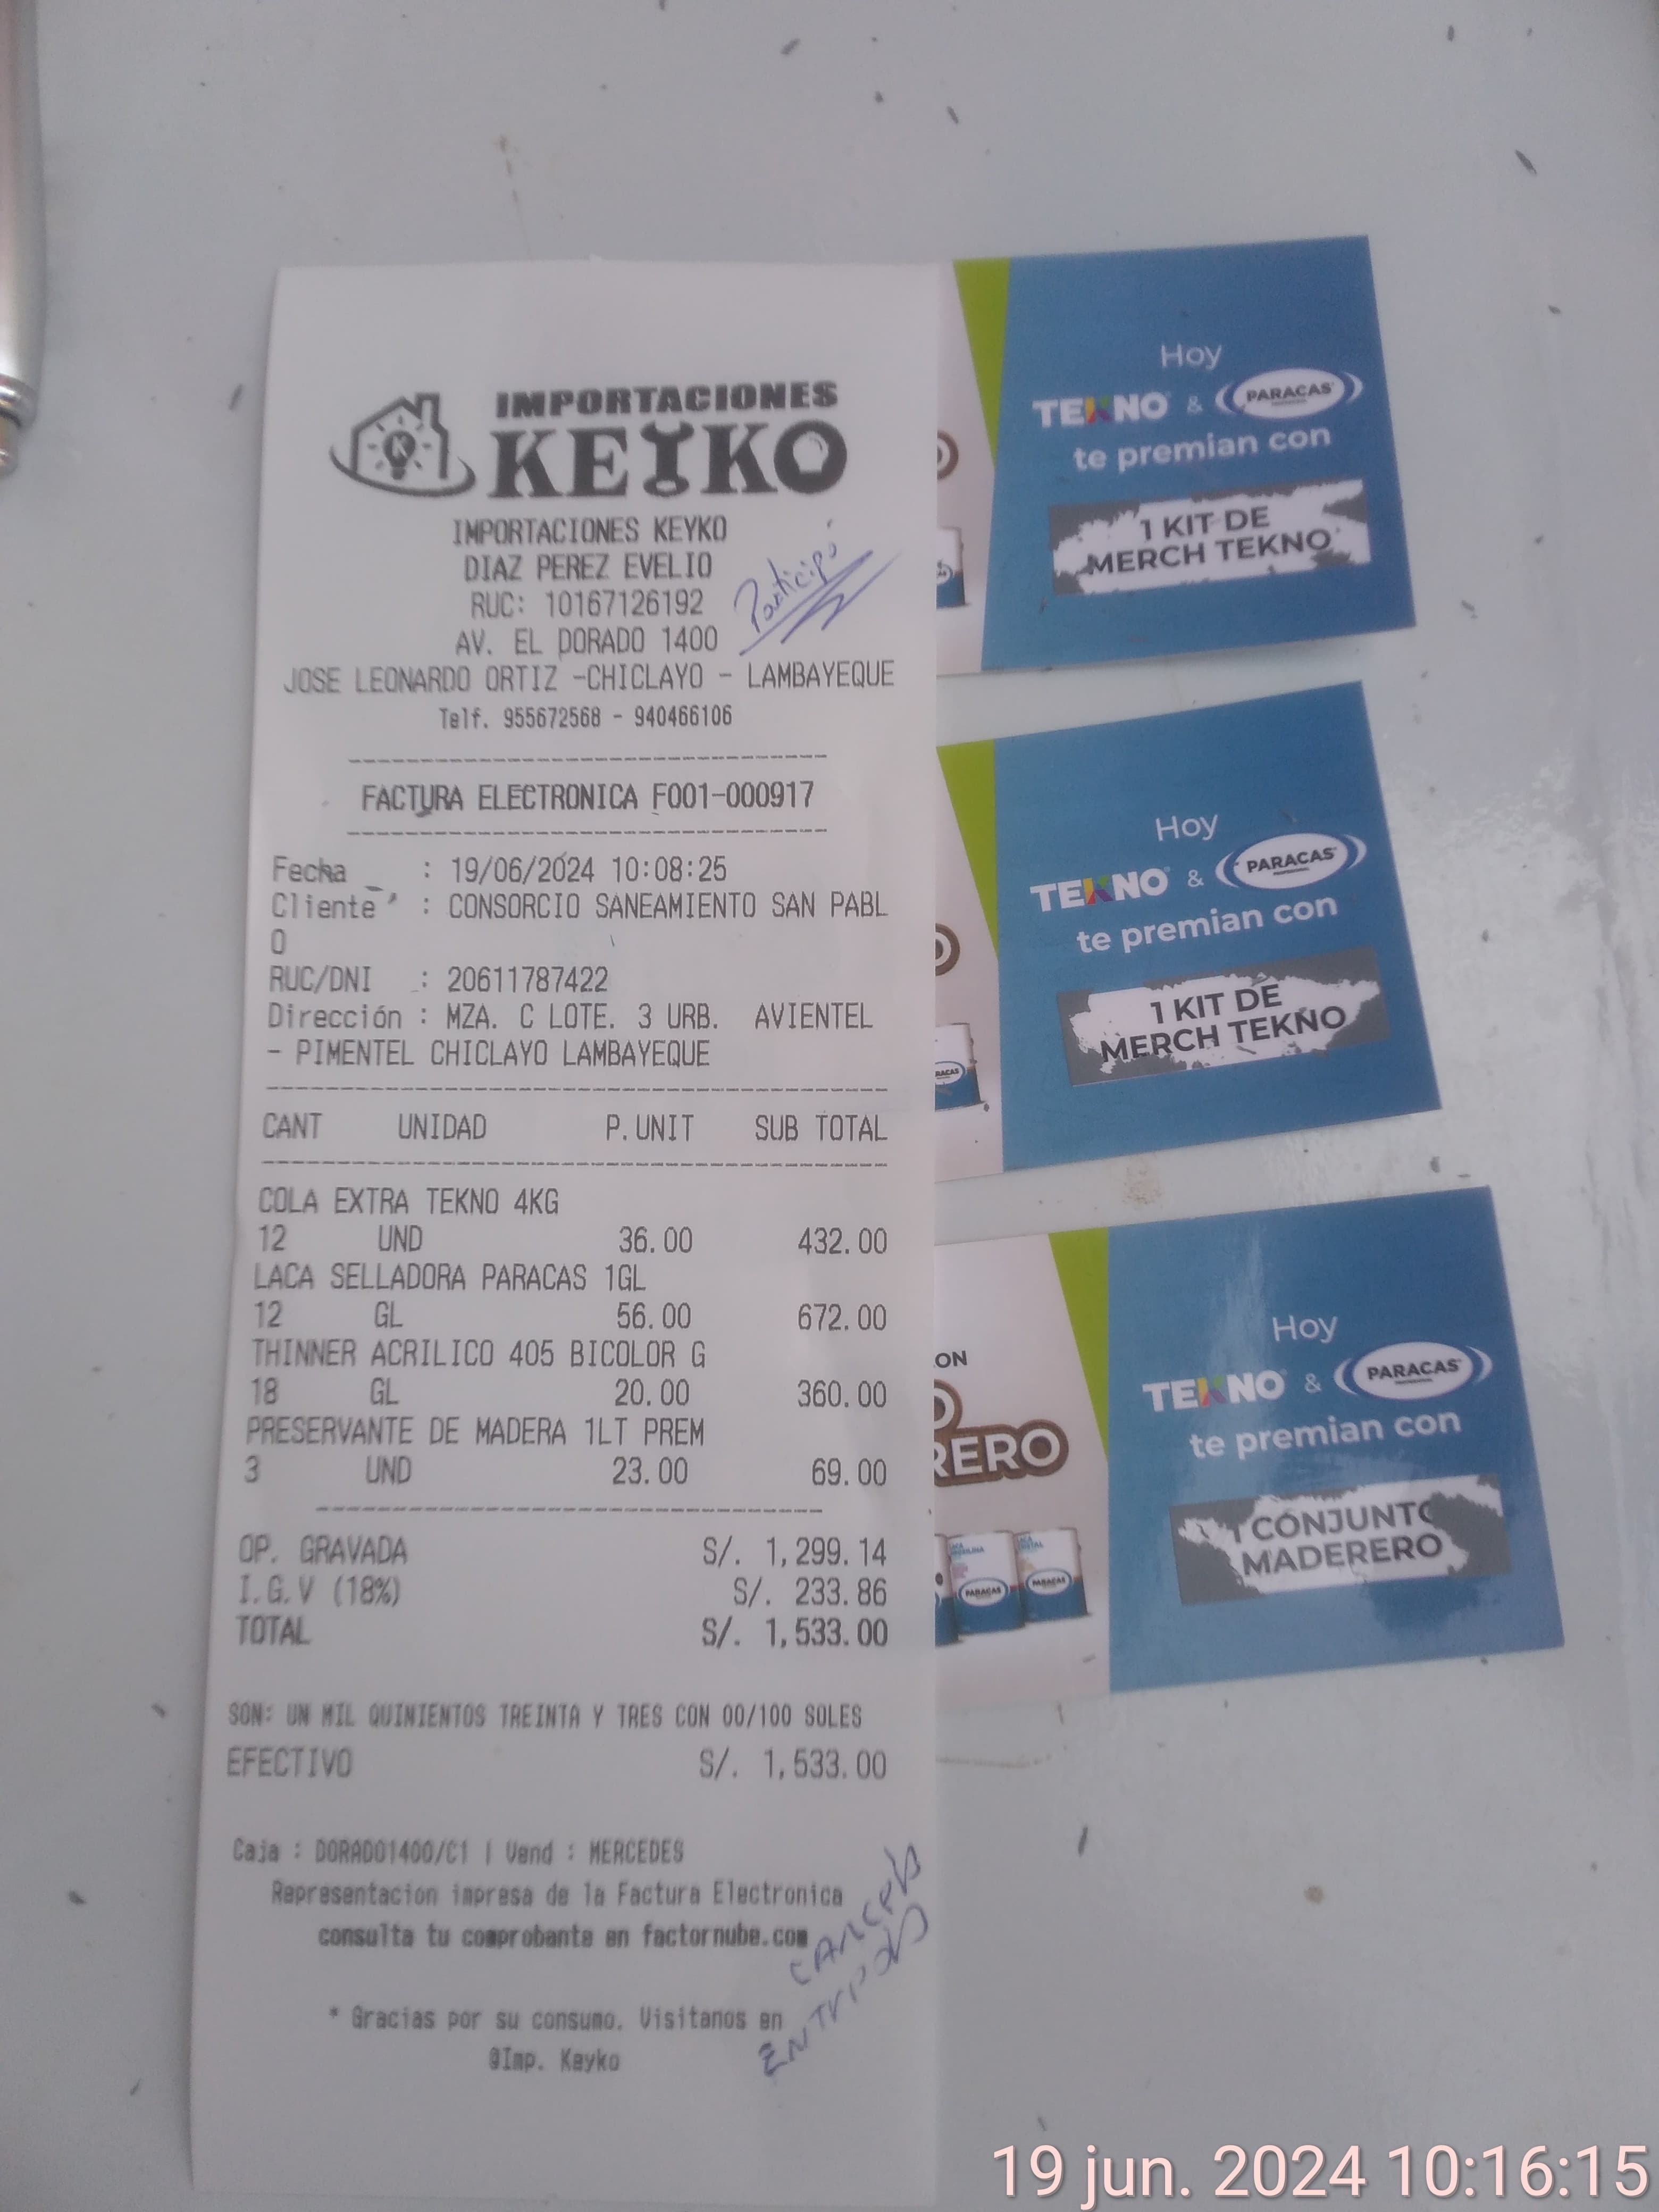 IMPORTACIONES
KEYKO
IMPORTACIONES KEYKO
DIAZ PEREZ EVELIO
RUC: 10167126192
AV. EL DORADO 1400
JOSE LEONARDO ORTIZ -CHICLAYO - LAMBAYEQUE
Telf. 955672568 - 940466106
Participó
FACTURA ELECTRONICA F001-000917
Fecha : 19/06/2024 10:08:25
Cliente : CONSORCIO SANEAMIENTO SAN PABL
O
RUC/DNI : 20611787422
Dirección : MZA. C LOTE. 3 URB. AVIENTEL
- PIMENTEL CHICLAYO LAMBAYEQUE
CANT UNIDAD P.UNIT SUB TOTAL
COLA EXTRA TEKNO 4KG
12 UND 36.00 432.00
LACA SELLADORA PARACAS 1GL
12 GL 56.00 672.00
THINNER ACRILICO 405 BICOLOR G
18 GL 20.00 360.00
PRESERVANTE DE MADERA 1LT PREM
3 UND 23.00 69.00
OP. GRAVADA S/. 1,299.14
I.G.V (18%) S/. 233.86
TOTAL S/. 1,533.00
SON: UN MIL QUINIENTOS TREINTA Y TRES CON 00/100 SOLES
EFECTIVO S/. 1,533.00
Caja : DORADO1400/C1 | Vend : MERCEDES
Representacion impresa de la Factura Electronica
consulta tu comprobante en factornube.com
* Gracias por su consumo. Visitanos en
@Imp. Keyko
Hoy
TEKNO & PARACAS
te premian con
1 KIT DE
MERCH TEKNO
Hoy
TEKNO & PARACAS
te premian con
1 KIT DE
MERCH TEKNO
ON
RERO
PARACAS PARACAS
Hoy
TEKNO & PARACAS
te premian con
1 CONJUNTO
MADERERO
19 jun. 2024 10:16:15